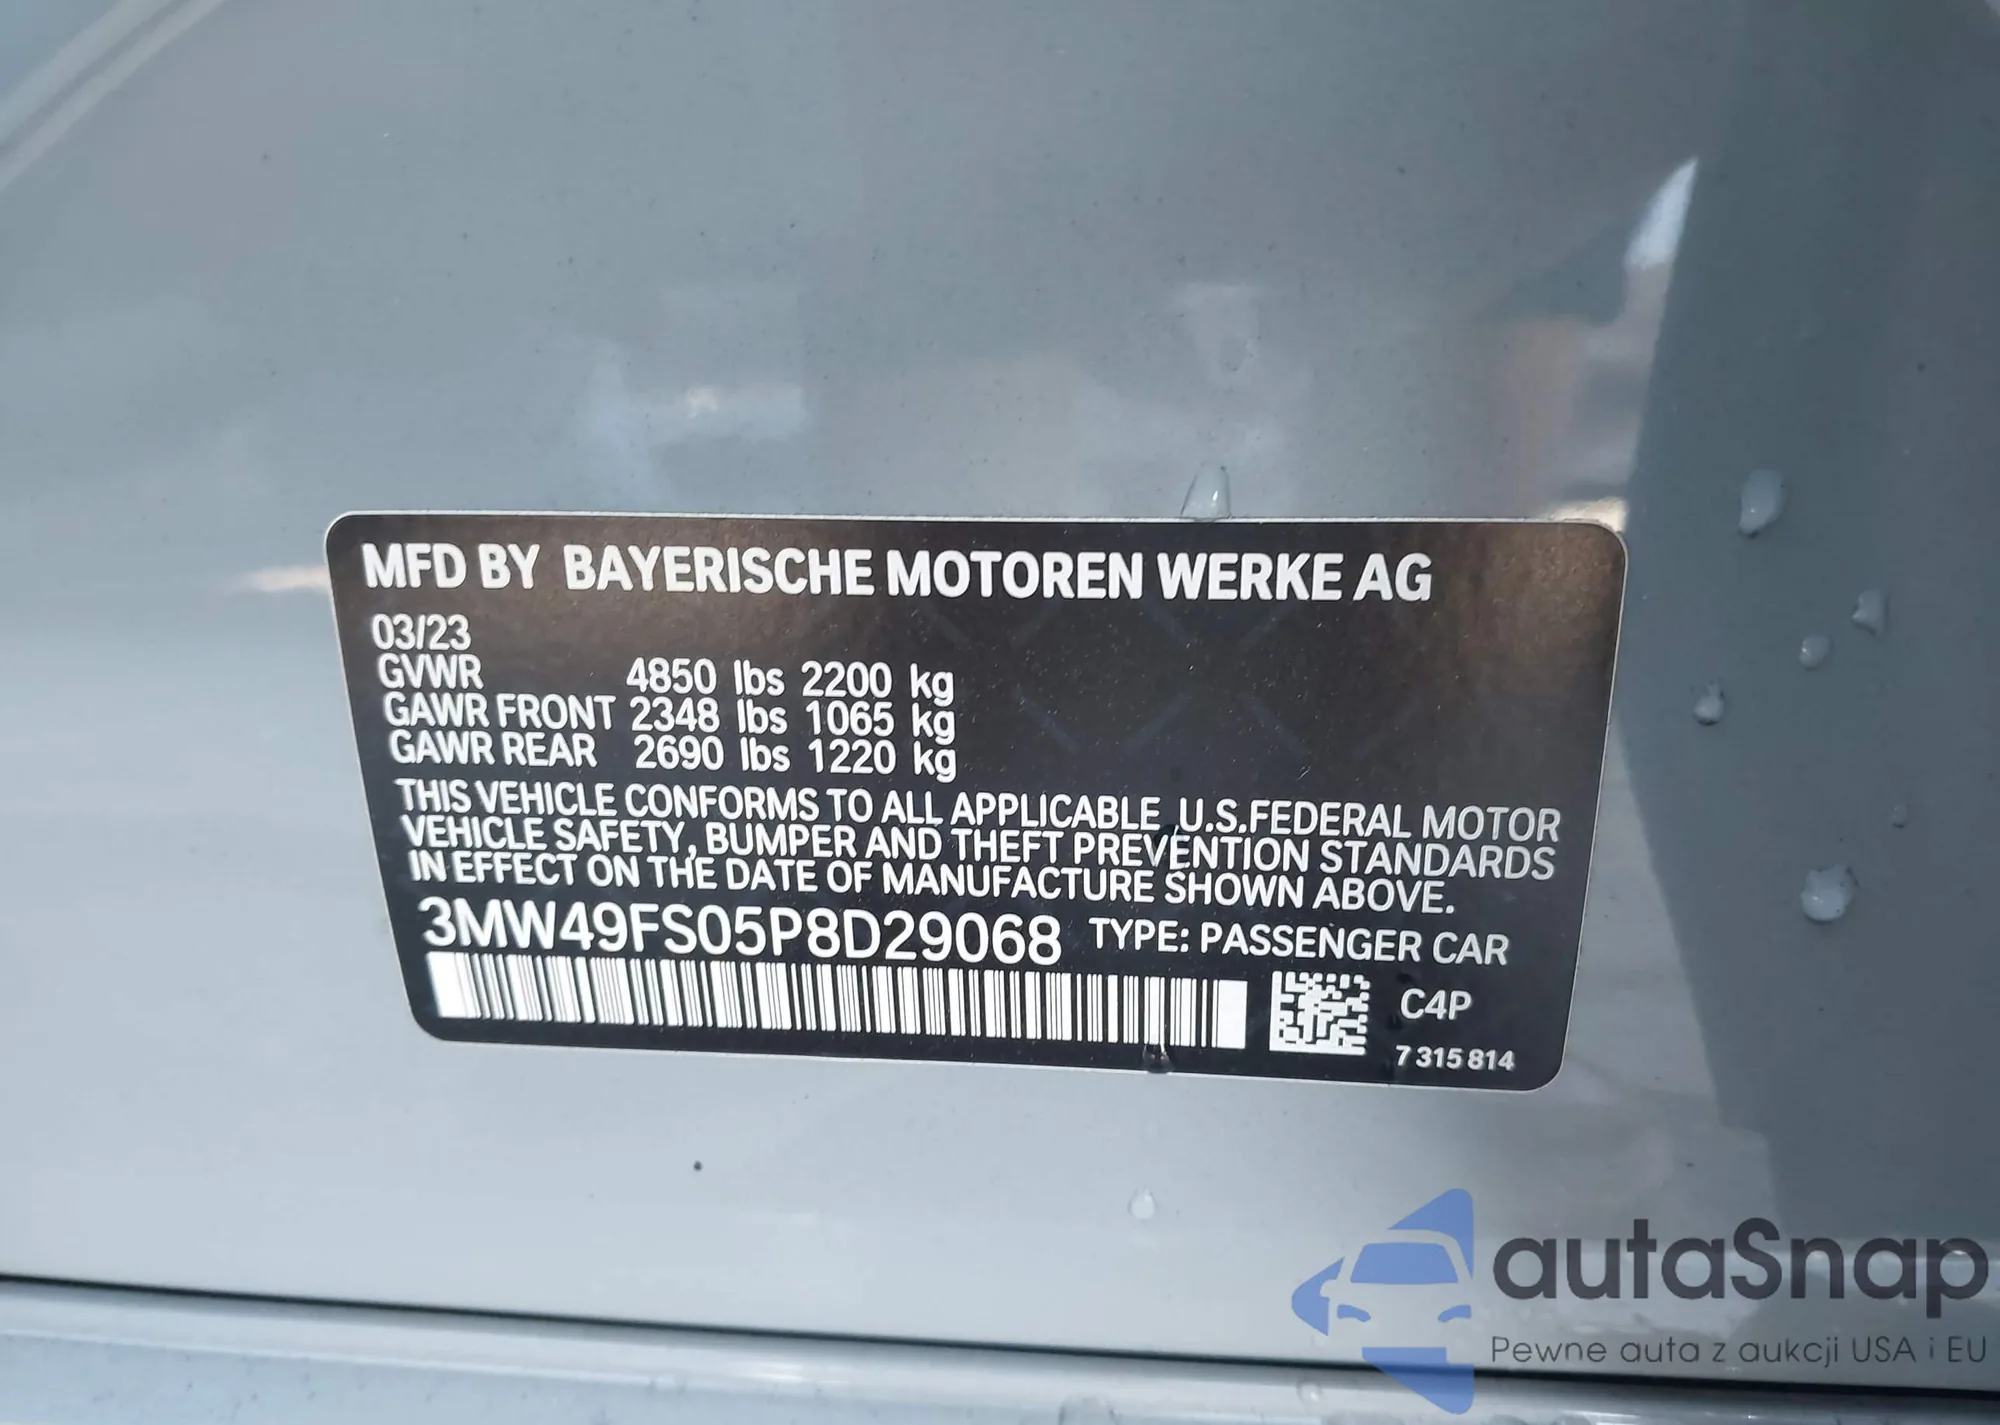 MFD BY BAYERISCHE MOTOREN WERKE AG
03/23
GVWR 4850 lbs 2200 kg
GAWR FRONT 2348 lbs 1065 kg
GAWR REAR 2690 lbs 1220 kg
THIS VEHICLE CONFORMS TO ALL APPLICABLE U.S.FEDERAL MOTOR
VEHICLE SAFETY, BUMPER AND THEFT PREVENTION STANDARDS
IN EFFECT ON THE DATE OF MANUFACTURE SHOWN ABOVE.
3MW49FS05P8D29068 TYPE: PASSENGER CAR
C4P
7 315 814
autaSnap
Pewne auta z aukcji USA i EU